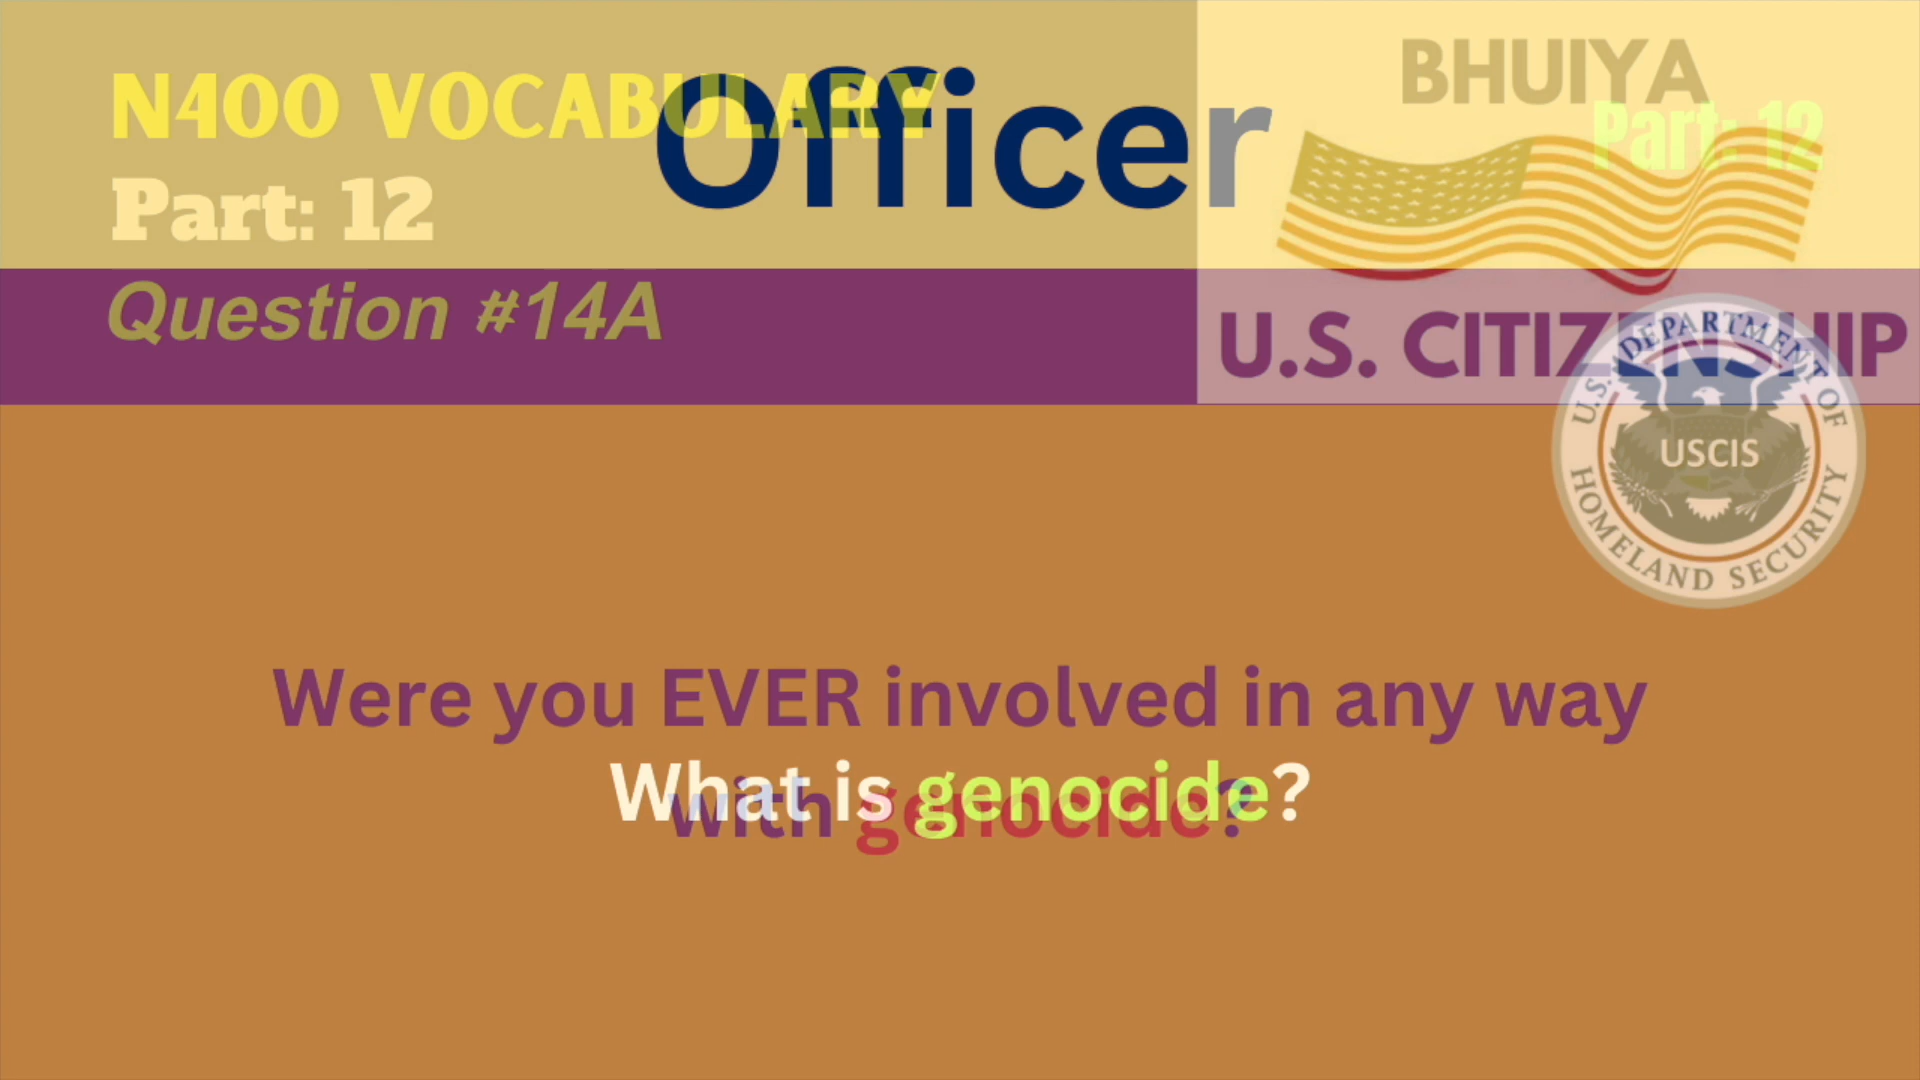 N400 VOCABULARY
Officer
BHUIYA
Part: 12
Part: 12
Question #14A
U.S. CITIZENSHIP
U.S. DEPARTMENT OF HOMELAND SECURITY
USCIS
Were you EVER involved in any way
with genocide?
What is genocide?